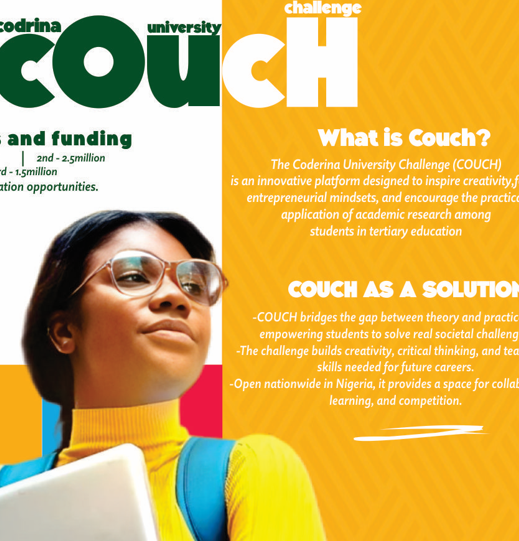 codrina university challenge
COUCH
s and funding
2nd - 2.5million
rd - 1.5million
ation opportunities.
What is Couch?
The Coderina University Challenge (COUCH)
is an innovative platform designed to inspire creativity,f
entrepreneurial mindsets, and encourage the practica
application of academic research among
students in tertiary education
COUCH AS A SOLUTION
-COUCH bridges the gap between theory and practic
empowering students to solve real societal challeng
-The challenge builds creativity, critical thinking, and tea
skills needed for future careers.
-Open nationwide in Nigeria, it provides a space for collab
learning, and competition.